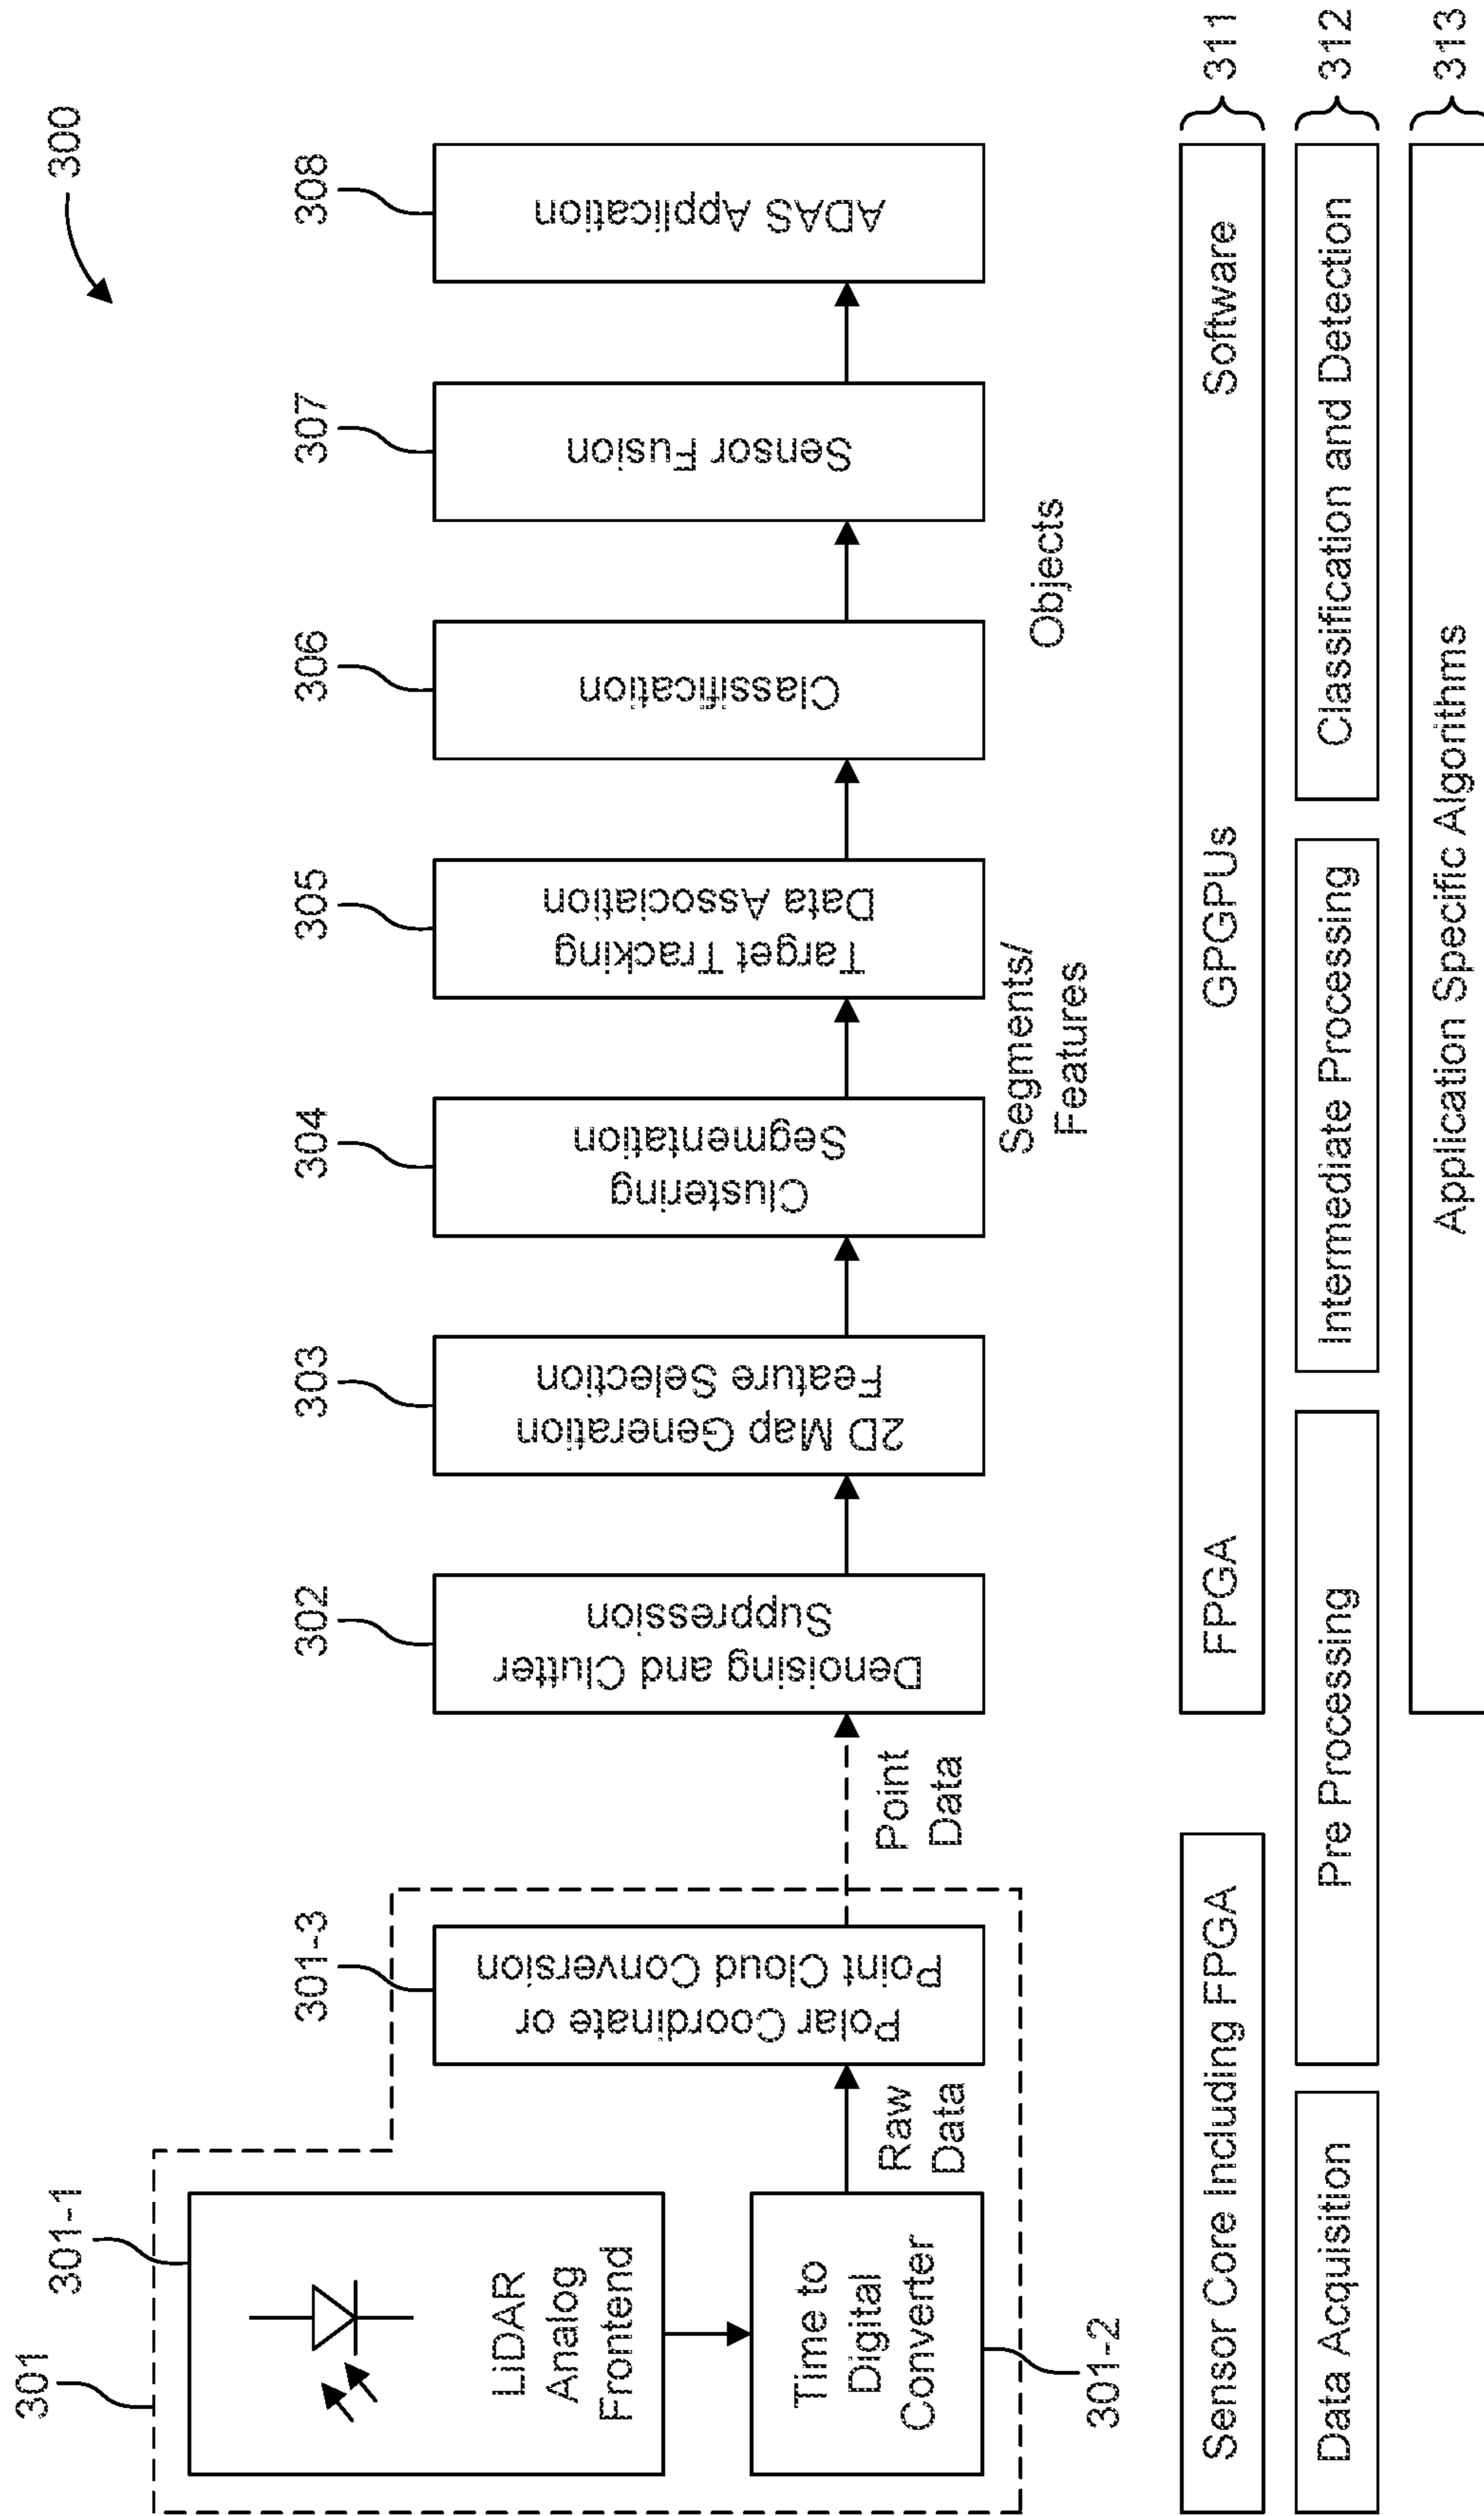 300
301
301-1
LiDAR
Analog
Frontend
Time to
Digital
Converter
301-2
Raw
Data
301-3
Polar Coordinate or
Point Cloud Conversion
Point
Data
302
Denoising and Clutter
Suppression
303
2D Map Generation
Feature Selection
304
Clustering
Segmentation
Segments/
Features
305
Target Tracking
Data Association
306
Classification
Objects
307
Sensor Fusion
308
ADAS Application
Sensor Core Including FPGA
FPGA
GPGPUs
Software
311
Data Acquisition
Pre Processing
Intermediate Processing
Classification and Detection
312
Application Specific Algorithms
313